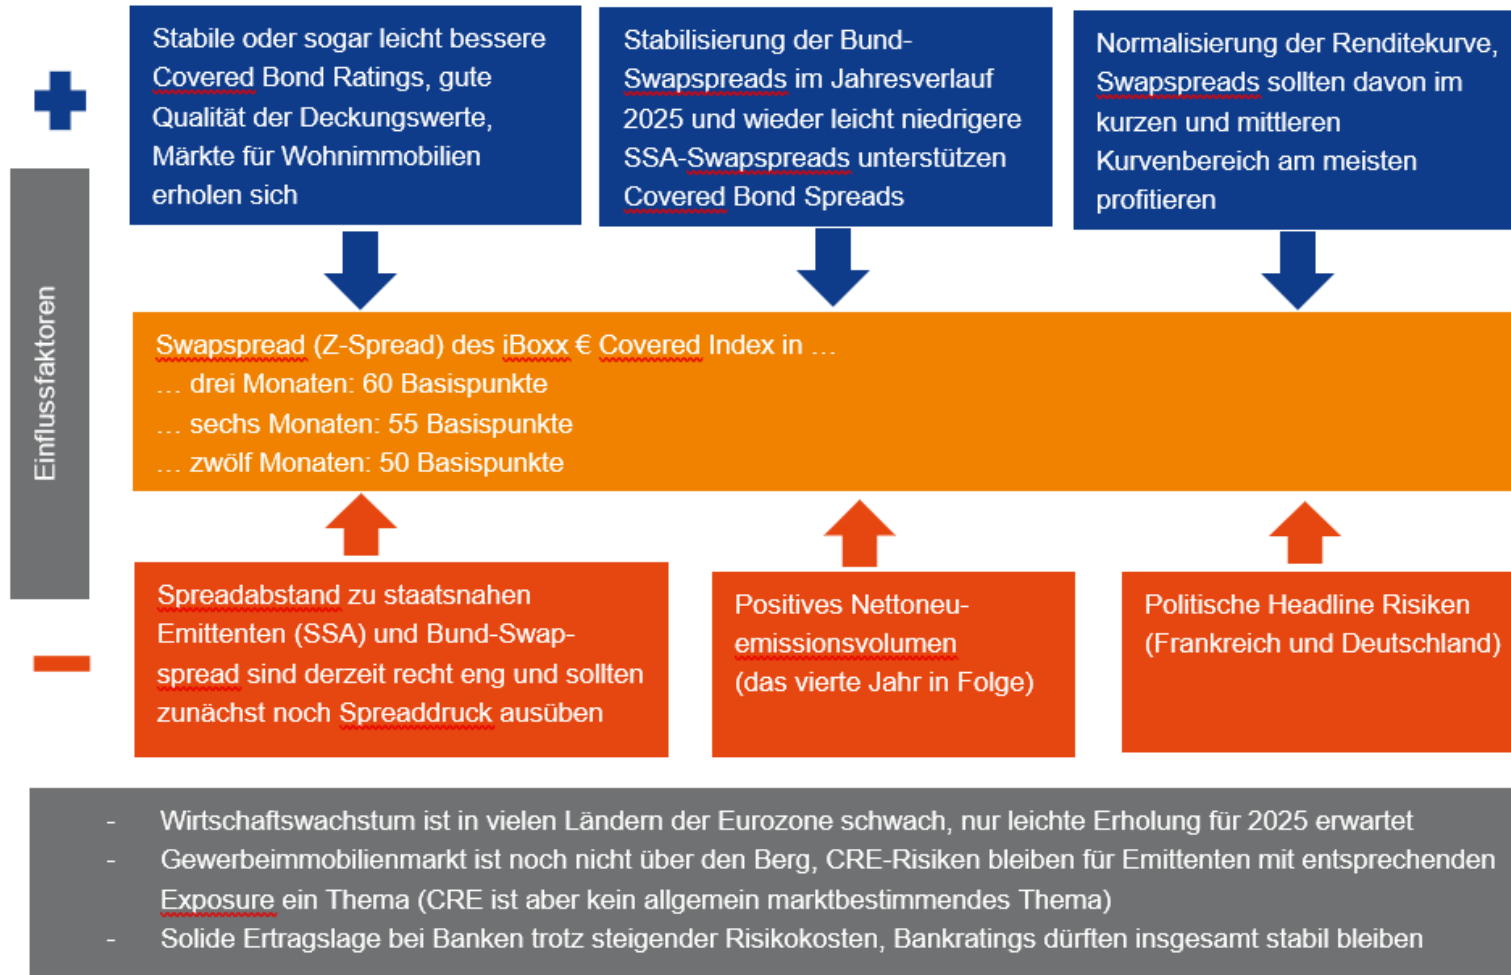 Stabile oder sogar leicht bessere
Covered Bond Ratings, gute
Qualität der Deckungswerte,
Märkte für Wohnimmobilien
erholen sich
Stabilisierung der Bund-
Swapspreads im Jahresverlauf
2025 und wieder leicht niedrigere
SSA-Swapspreads unterstützen
Covered Bond Spreads
Normalisierung der Renditekurve,
Swapspreads sollten davon im
kurzen und mittleren
Kurvenbereich am meisten
profitieren
Einflussfaktoren
Swapspread (Z-Spread) des iBoxx € Covered Index in …
… drei Monaten: 60 Basispunkte
… sechs Monaten: 55 Basispunkte
… zwölf Monaten: 50 Basispunkte
Spreadabstand zu staatsnahen
Emittenten (SSA) und Bund-Swap-
spread sind derzeit recht eng und sollten
zunächst noch Spreaddruck ausüben
Positives Nettoneu-
emissionsvolumen
(das vierte Jahr in Folge)
Politische Headline Risiken
(Frankreich und Deutschland)
- Wirtschaftswachstum ist in vielen Ländern der Eurozone schwach, nur leichte Erholung für 2025 erwartet
- Gewerbeimmobilienmarkt ist noch nicht über den Berg, CRE-Risiken bleiben für Emittenten mit entsprechenden
Exposure ein Thema (CRE ist aber kein allgemein marktbestimmendes Thema)
- Solide Ertragslage bei Banken trotz steigender Risikokosten, Bankratings dürften insgesamt stabil bleiben